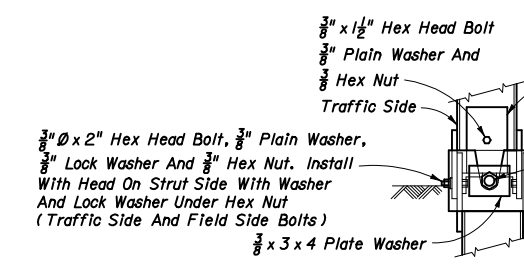 3/8" x 1 1/2" Hex Head Bolt
3/8" Plain Washer And
3/8 Hex Nut
Traffic Side
3/8" Ø x 2" Hex Head Bolt, 3/8" Plain Washer,
3/8" Lock Washer And 3/8" Hex Nut. Install
With Head On Strut Side With Washer
And Lock Washer Under Hex Nut
(Traffic Side And Field Side Bolts)
3/8 x 3 x 4 Plate Washer